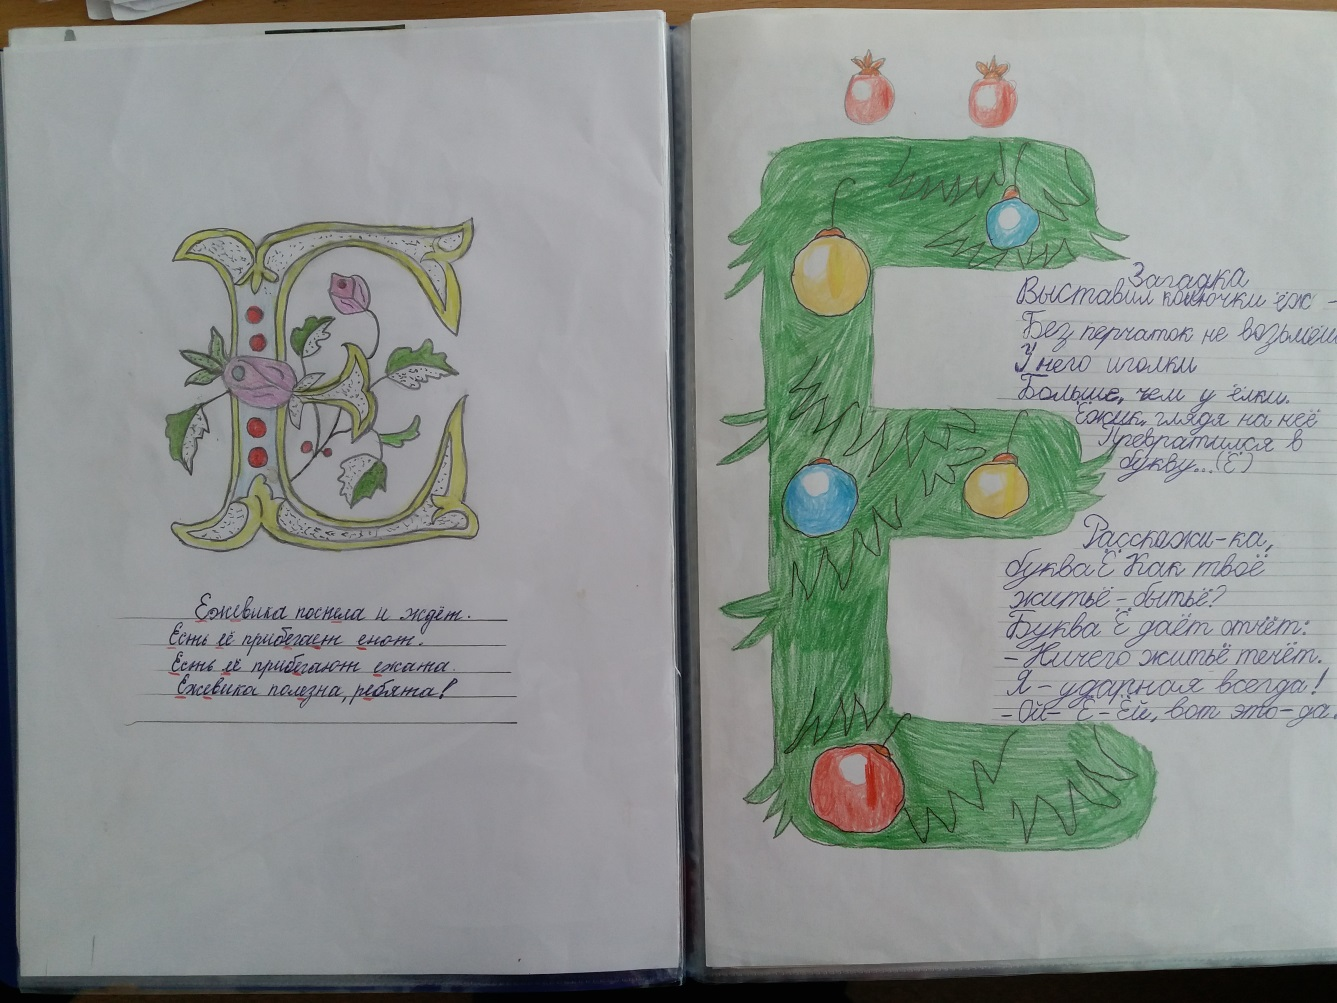 Ежевика поспела и ждёт.
Есть её прибегает енот.
Есть её прибегают ежата.
Ежевика полезна, ребята!
Загадка
Выставил колючки ёж -
Без перчаток не возьмёшь
У него иголки
Больше, чем у ёлки.
Ёжик, глядя на неё
Превратился в
букву...(Ё)
Расскажи-ка,
буква Ё Как твоё
житьё-бытьё?
Буква Ё даёт отчёт:
- Ничего житьё течёт.
Я - ударная всегда!
- Ой- Ё - Ёй, вот это-да!